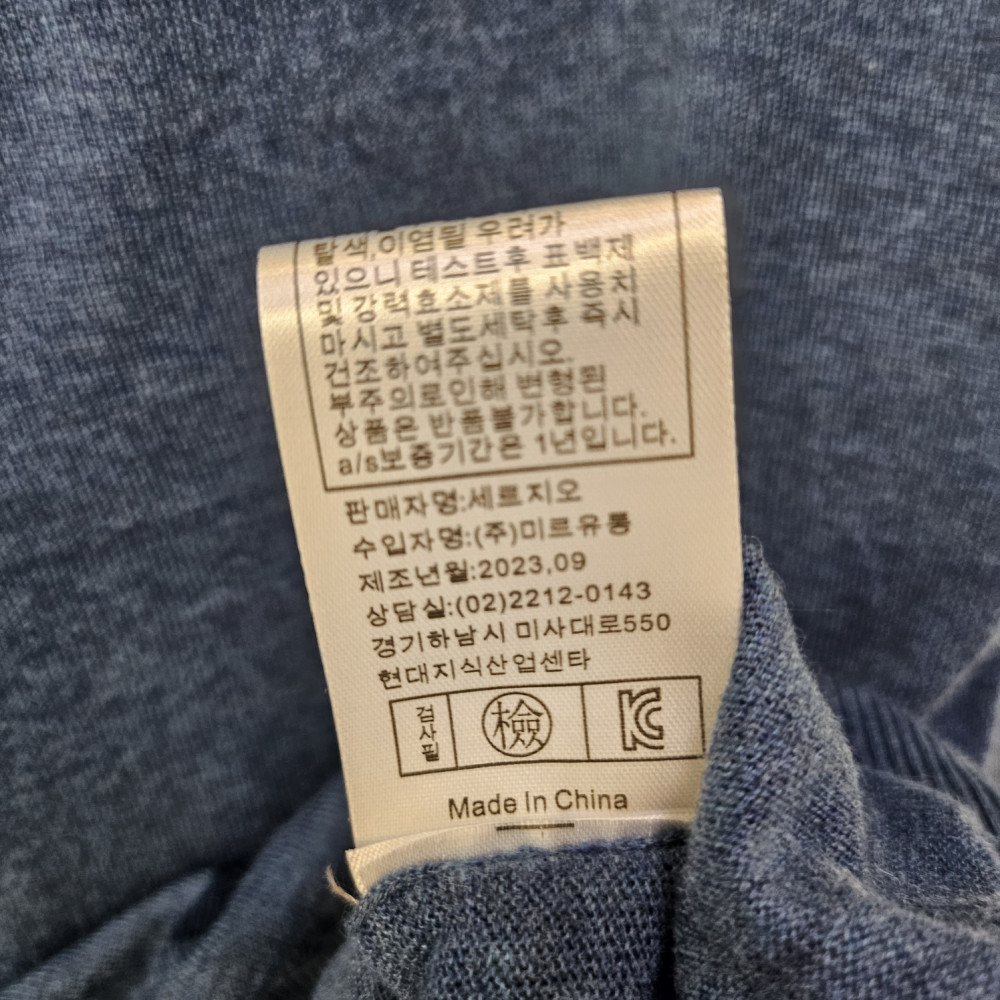 탈색,이염될 우려가
있으니 테스트후 표백제
및 강력효소제를 사용치
마시고 별도세탁후 즉시
건조하여주십시오.
부주의로인해 변형된
상품은 반품불가합니다.
a/s보증기간은 1년입니다.
판매자명:세르지오
수입자명:(주)미르유통
제조년월:2023,09
상담실:(02)2212-0143
경기하남시 미사대로550
현대지식산업센타
검사필 檢 KC
Made In China